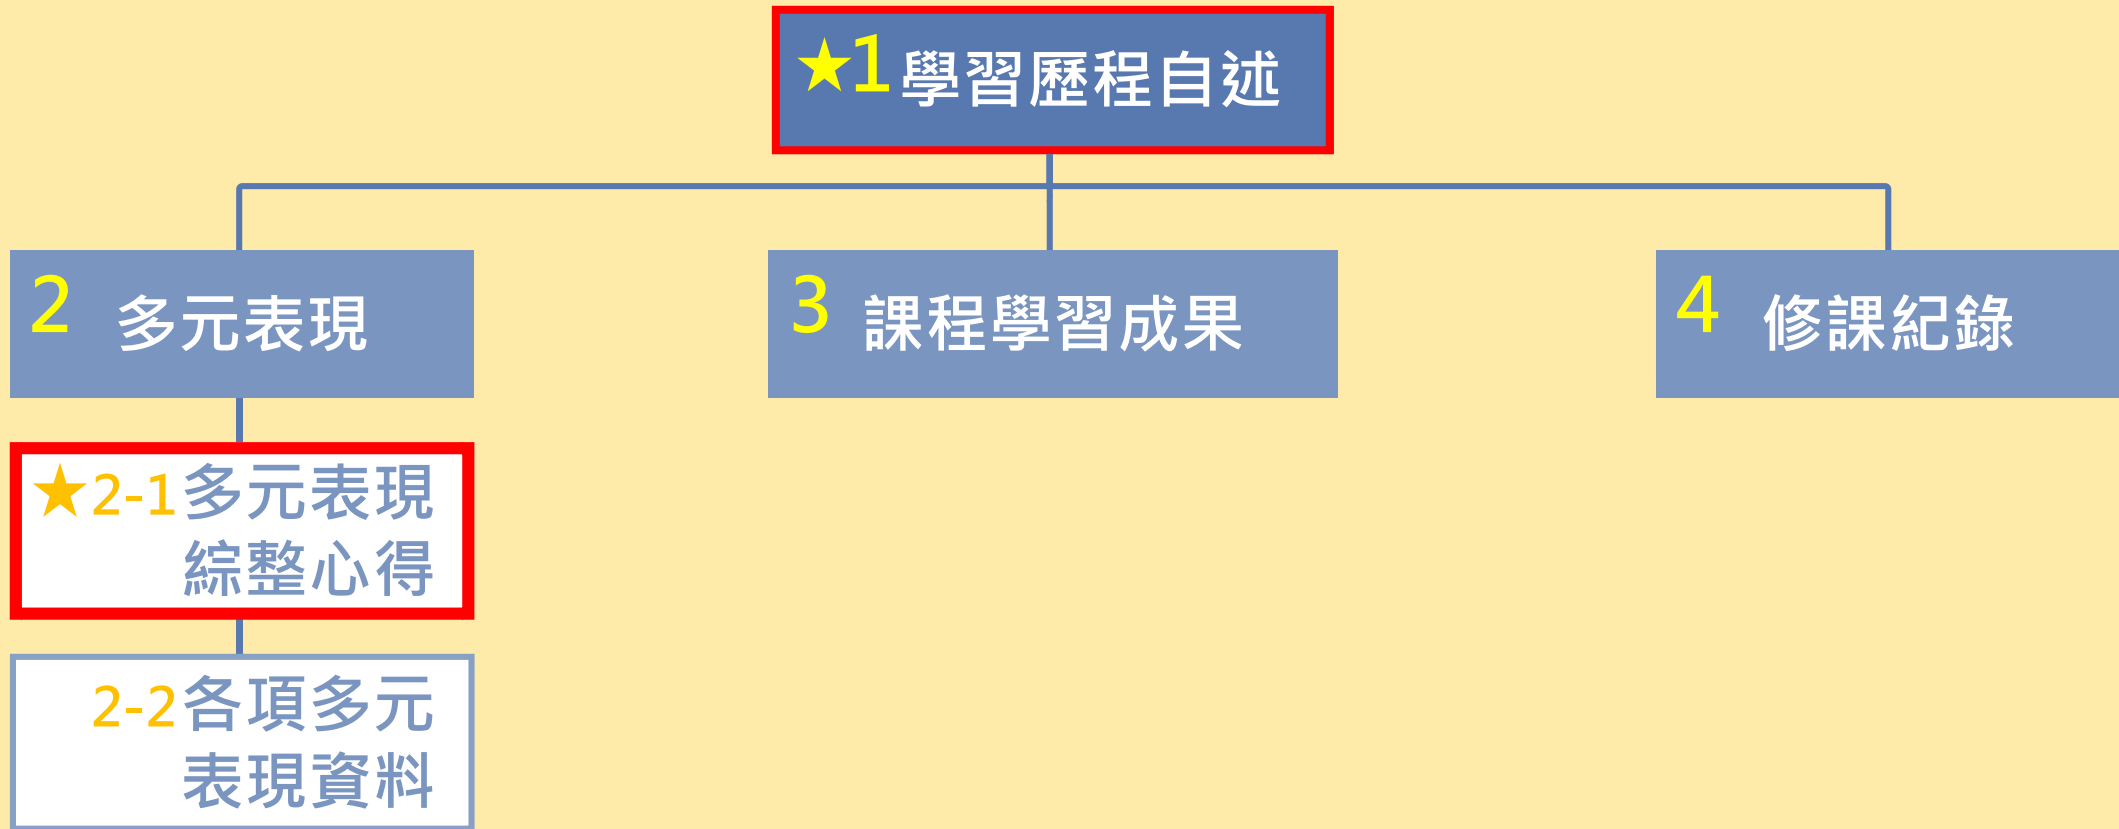 ★1學習歷程自述
2 多元表現
3 課程學習成果
4 修課紀錄
★2-1多元表現
綜整心得
2-2各項多元
表現資料